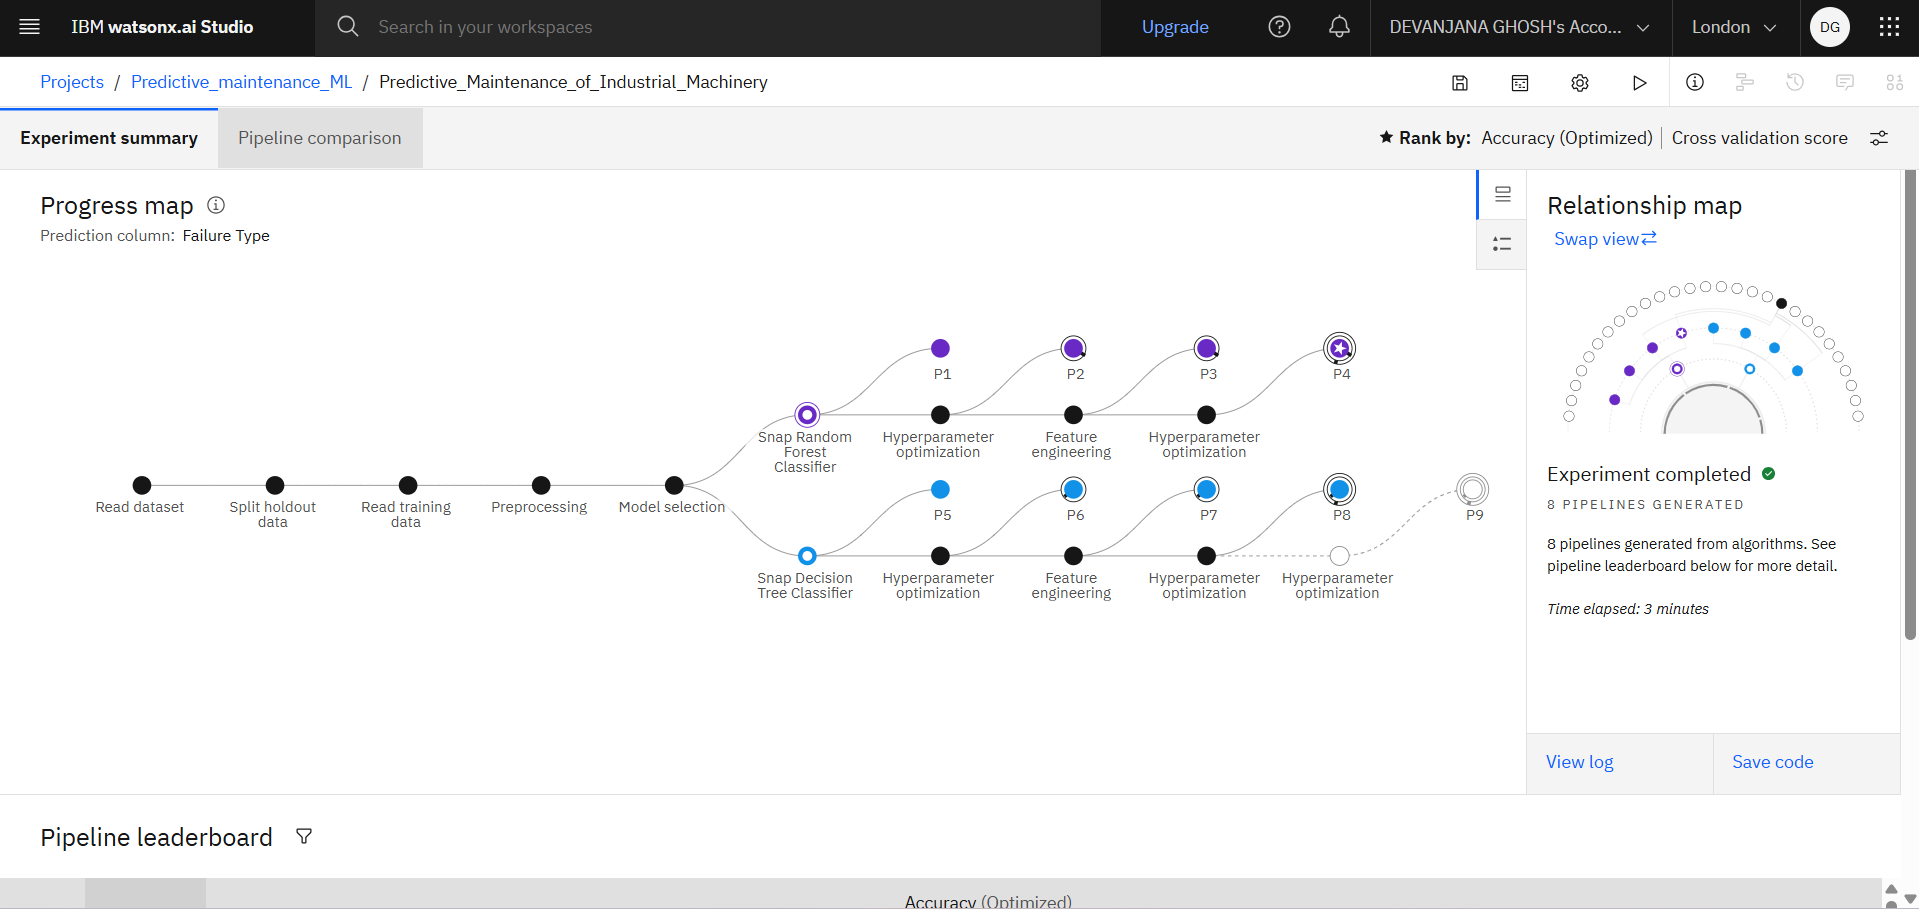 IBM watsonx.ai Studio
Search in your workspaces
Upgrade
DEVANJANA GHOSH's Acco...
London
DG
Projects / Predictive_maintenance_ML / Predictive_Maintenance_of_Industrial_Machinery
Experiment summary
Pipeline comparison
Rank by: Accuracy (Optimized) | Cross validation score
Progress map
Prediction column: Failure Type
P1
P2
P3
P4
Snap Random
Forest
Classifier
Hyperparameter
optimization
Feature
engineering
Hyperparameter
optimization
Read dataset
Split holdout
data
Read training
data
Preprocessing
Model selection
P5
P6
P7
P8
P9
Snap Decision
Tree Classifier
Hyperparameter
optimization
Feature
engineering
Hyperparameter
optimization
Hyperparameter
optimization
Relationship map
Swap view
Experiment completed
8 PIPELINES GENERATED
8 pipelines generated from algorithms. See
pipeline leaderboard below for more detail.
Time elapsed: 3 minutes
View log
Save code
Pipeline leaderboard
Accuracy (Optimized)